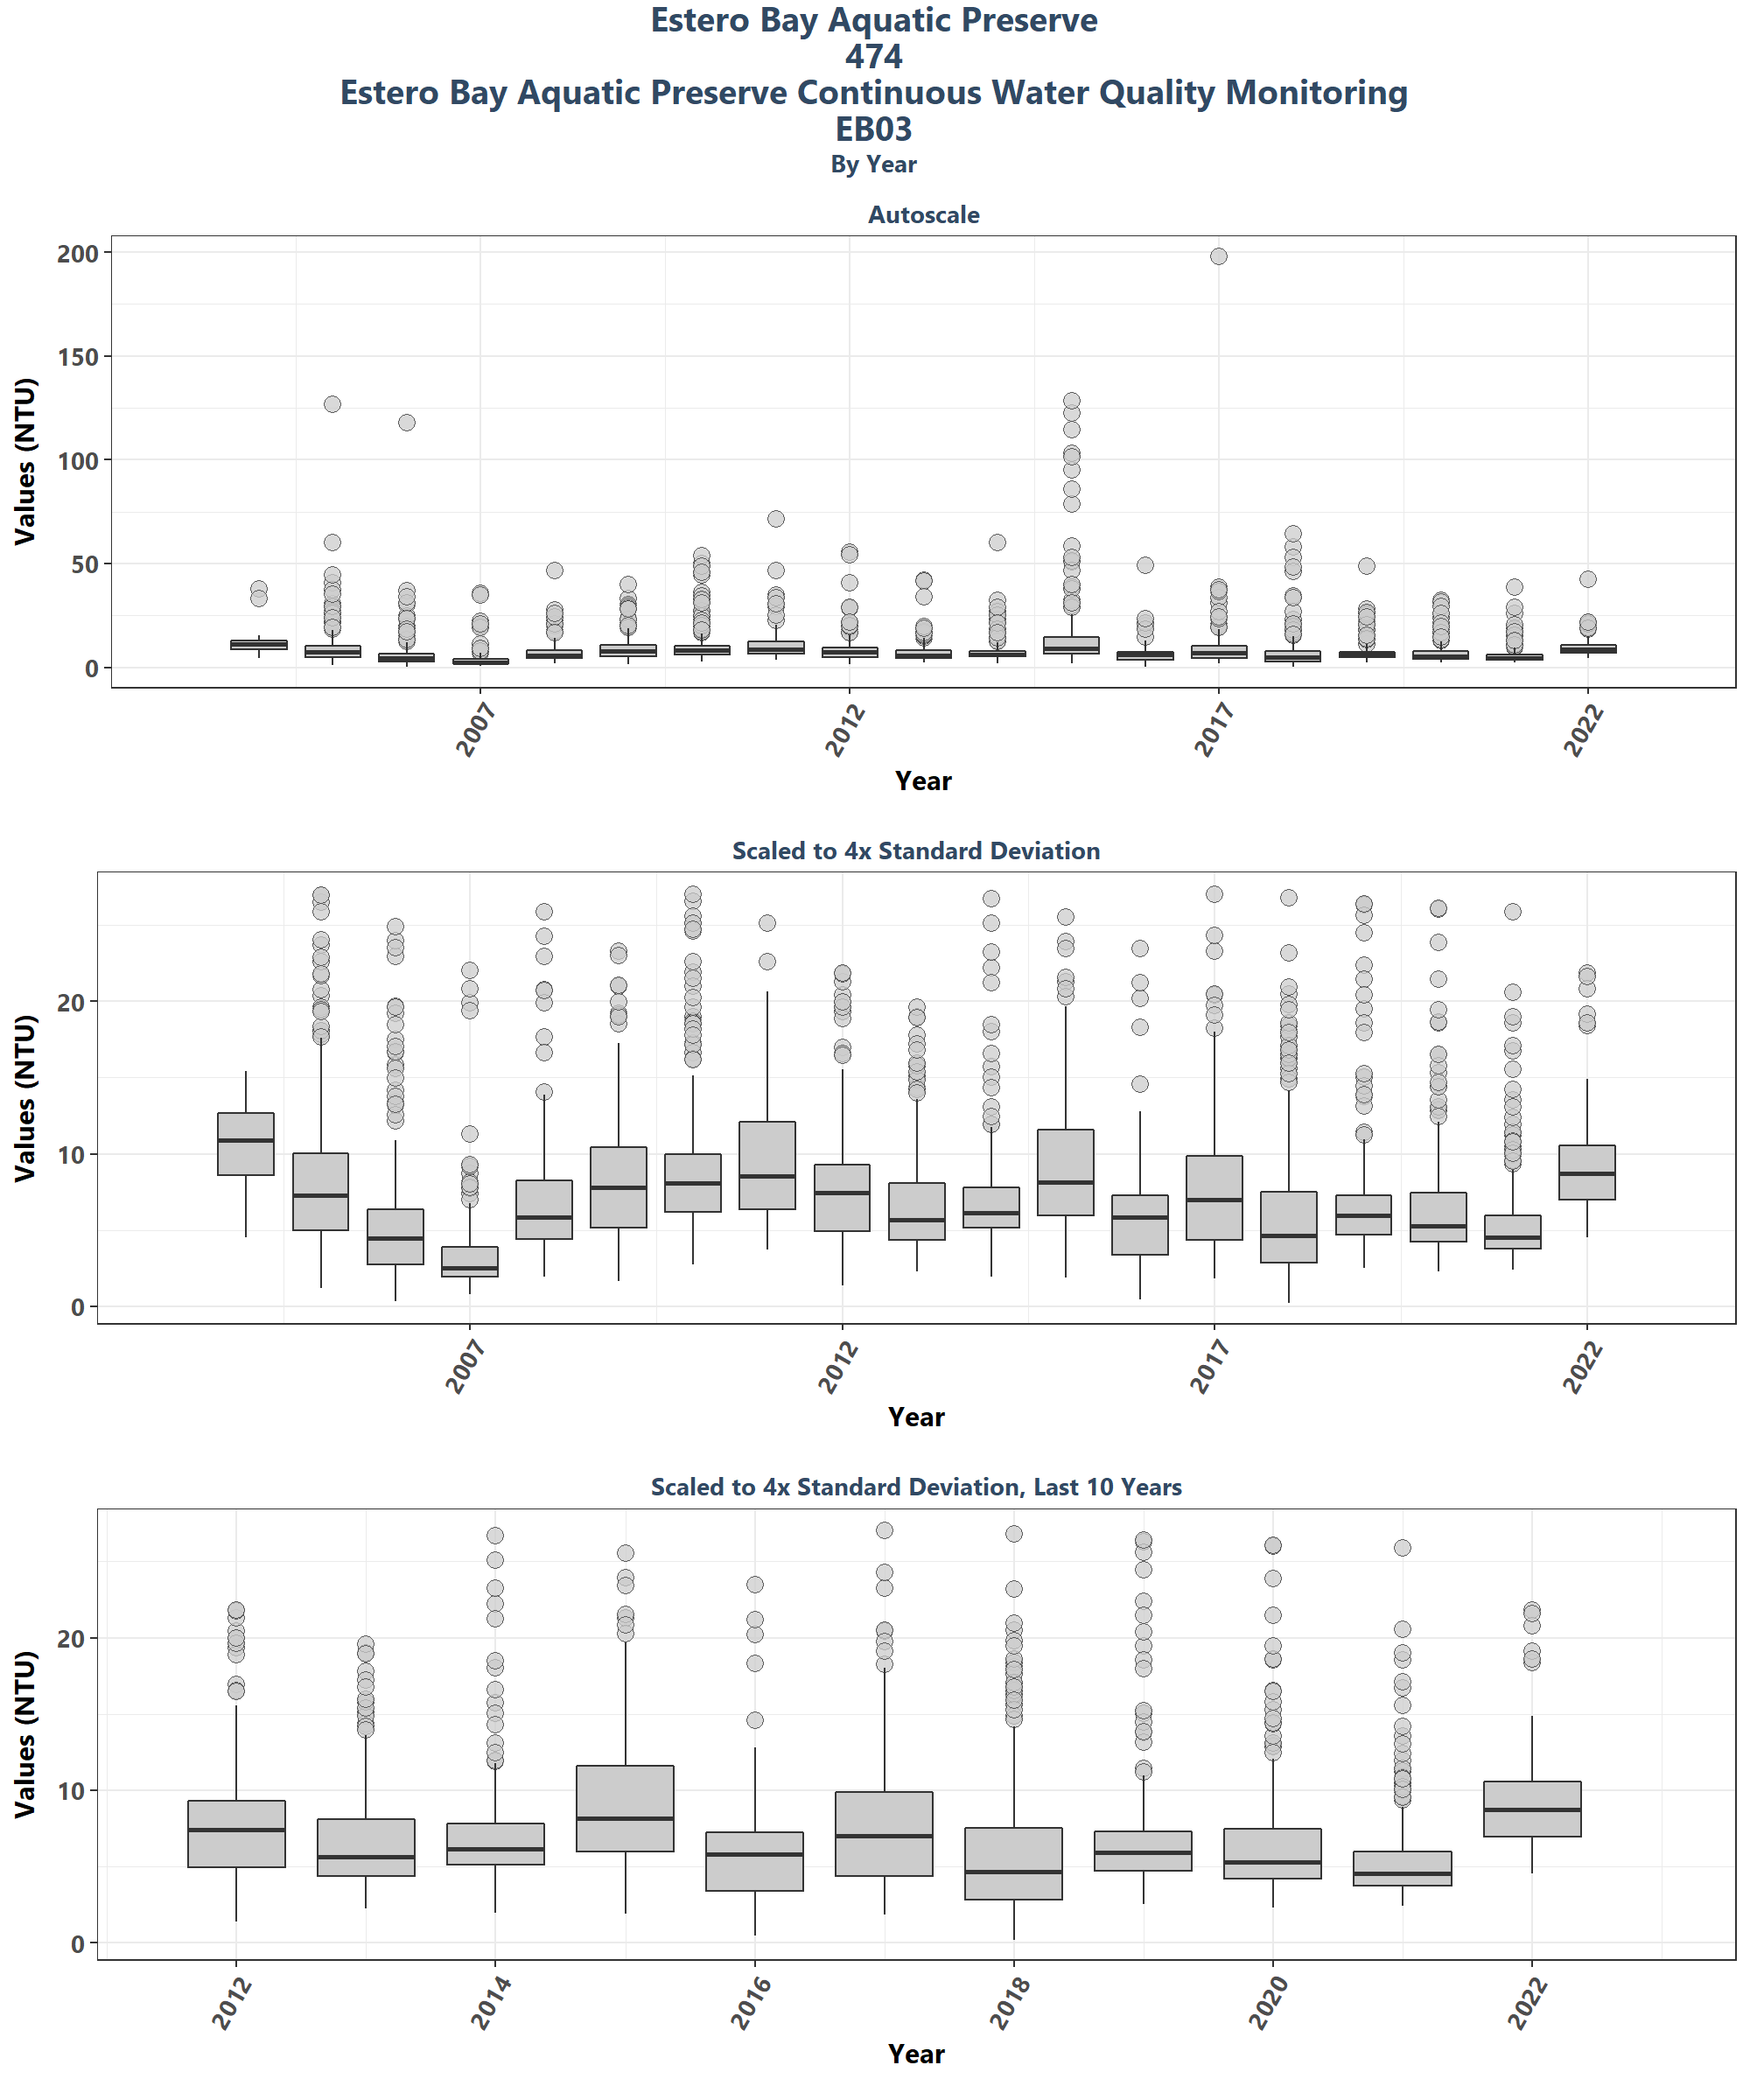 Estero Bay Aquatic Preserve
474
Estero Bay Aquatic Preserve Continuous Water Quality Monitoring
EB03
By Year
Autoscale
Values (NTU)
200
150
100
50
0
2007
2012
2017
2022
Year
Scaled to 4x Standard Deviation
Values (NTU)
20
10
0
2007
2012
2017
2022
Year
Scaled to 4x Standard Deviation, Last 10 Years
Values (NTU)
20
10
0
2012
2014
2016
2018
2020
2022
Year